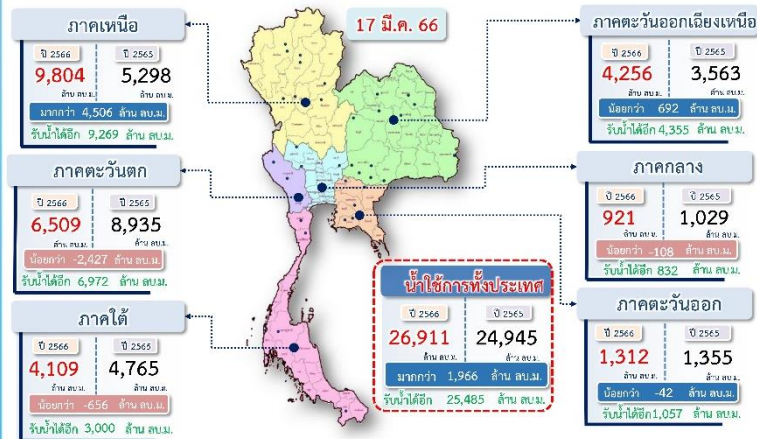 17 มี.ค. 66
ภาคเหนือ
ปี 2566 ปี 2565
9,804 5,298
ล้าน ลบ.ม. ล้าน ลบ.ม.
มากกว่า 4,506 ล้าน ลบ.ม.
รับน้ำได้อีก 9,269 ล้าน ลบ.ม.
ภาคตะวันตก
ปี 2566 ปี 2565
6,509 8,935
ล้าน ลบ.ม. ล้าน ลบ.ม.
น้อยกว่า -2,427 ล้าน ลบ.ม.
รับน้ำได้อีก 6,972 ล้าน ลบ.ม.
ภาคใต้
ปี 2566 ปี 2565
4,109 4,765
ล้าน ลบ.ม. ล้าน ลบ.ม.
น้อยกว่า -656 ล้าน ลบ.ม.
รับน้ำได้อีก 3,000 ล้าน ลบ.ม.
น้ำใช้การทั้งประเทศ
ปี 2566 ปี 2565
26,911 24,945
ล้าน ลบ.ม. ล้าน ลบ.ม.
มากกว่า 1,966 ล้าน ลบ.ม.
รับน้ำได้อีก 25,485 ล้าน ลบ.ม.
ภาคตะวันออกเฉียงเหนือ
ปี 2566 ปี 2565
4,256 3,563
ล้าน ลบ.ม. ล้าน ลบ.ม.
น้อยกว่า 692 ล้าน ลบ.ม.
รับน้ำได้อีก 4,355 ล้าน ลบ.ม.
ภาคกลาง
ปี 2566 ปี 2565
921 1,029
ล้าน ลบ.ม. ล้าน ลบ.ม.
น้อยกว่า -108 ล้าน ลบ.ม.
รับน้ำได้อีก 832 ล้าน ลบ.ม.
ภาคตะวันออก
ปี 2566 ปี 2565
1,312 1,355
ล้าน ลบ.ม. ล้าน ลบ.ม.
น้อยกว่า -42 ล้าน ลบ.ม.
รับน้ำได้อีก1,057 ล้าน ลบ.ม.